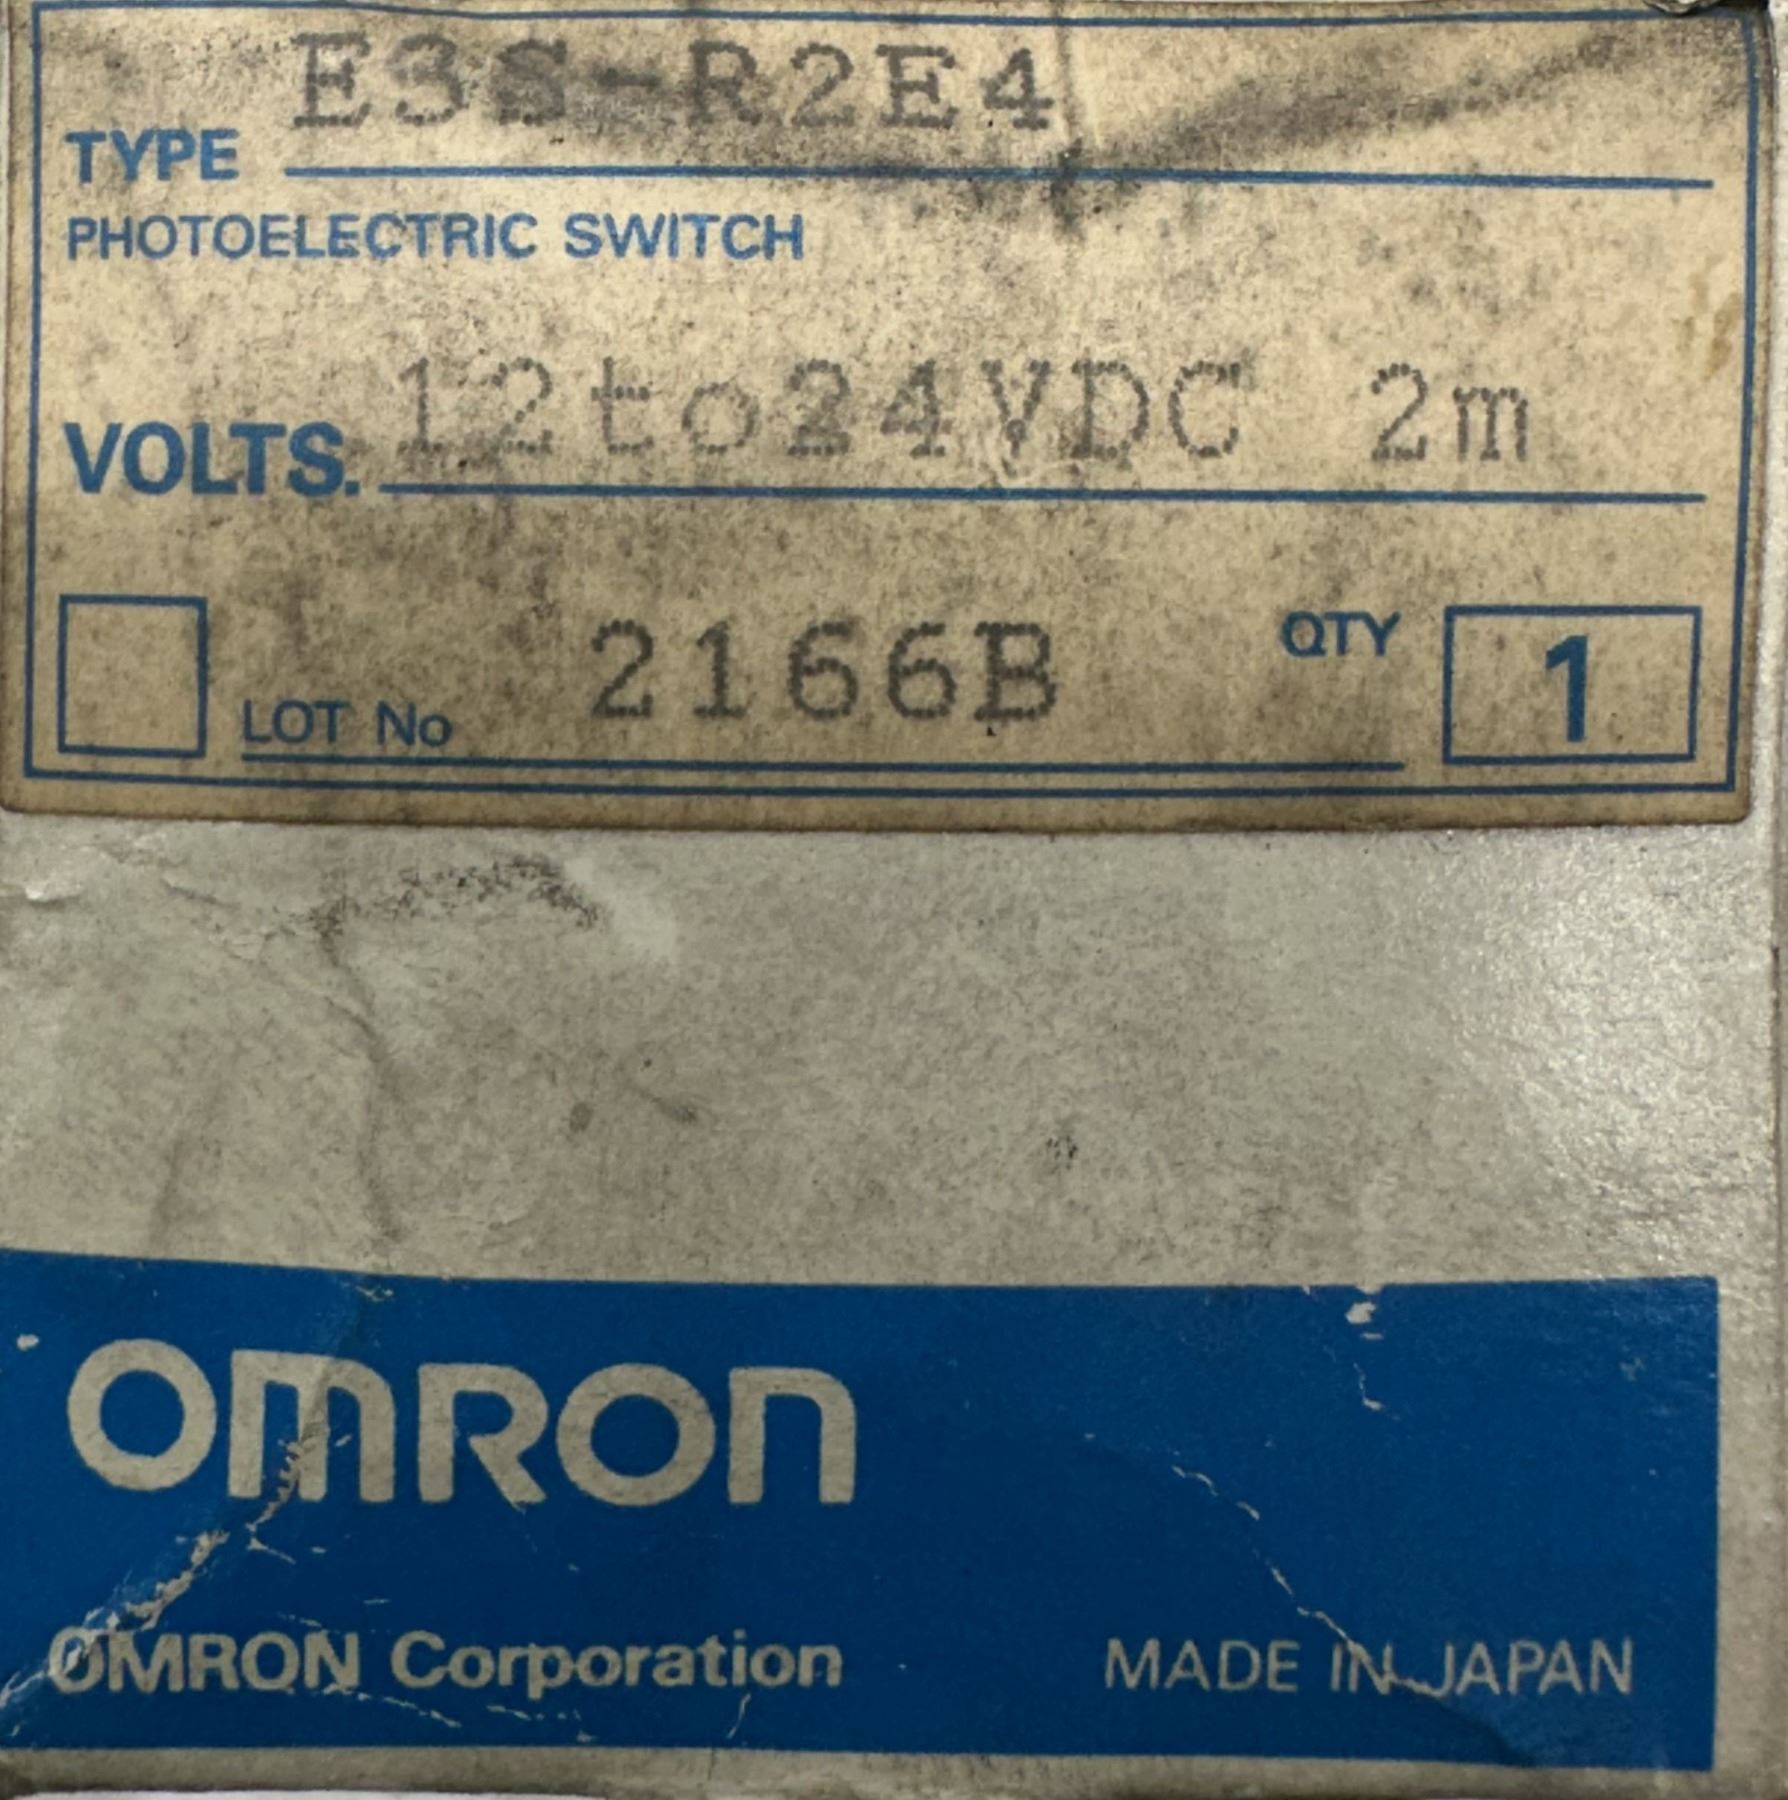 TYPE E3S-R2E4
PHOTOELECTRIC SWITCH
VOLTS. 12to24VDC 2m
LOT No 2166B QTY 1
OMRON
OMRON Corporation MADE IN JAPAN